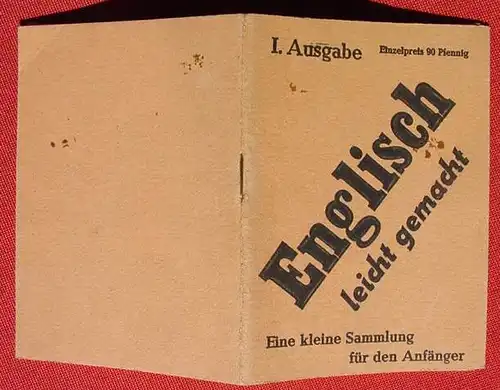 I. Ausgabe Einzelpreis 90 Pfennig
Englisch
leicht gemacht
Eine kleine Sammlung
für den Anfänger